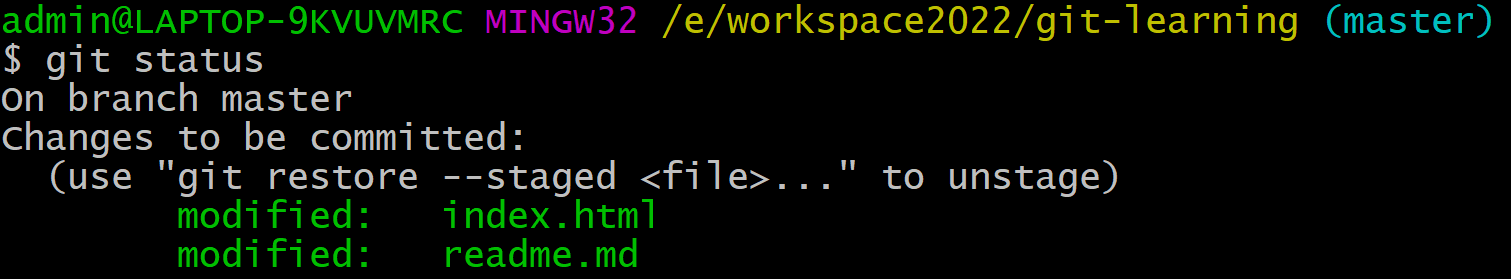 admin@LAPTOP-9KVUVMRC MINGW32 /e/workspace2022/git-learning (master)
$ git status
On branch master
Changes to be committed:
  (use "git restore --staged <file>..." to unstage)
        modified:   index.html
        modified:   readme.md